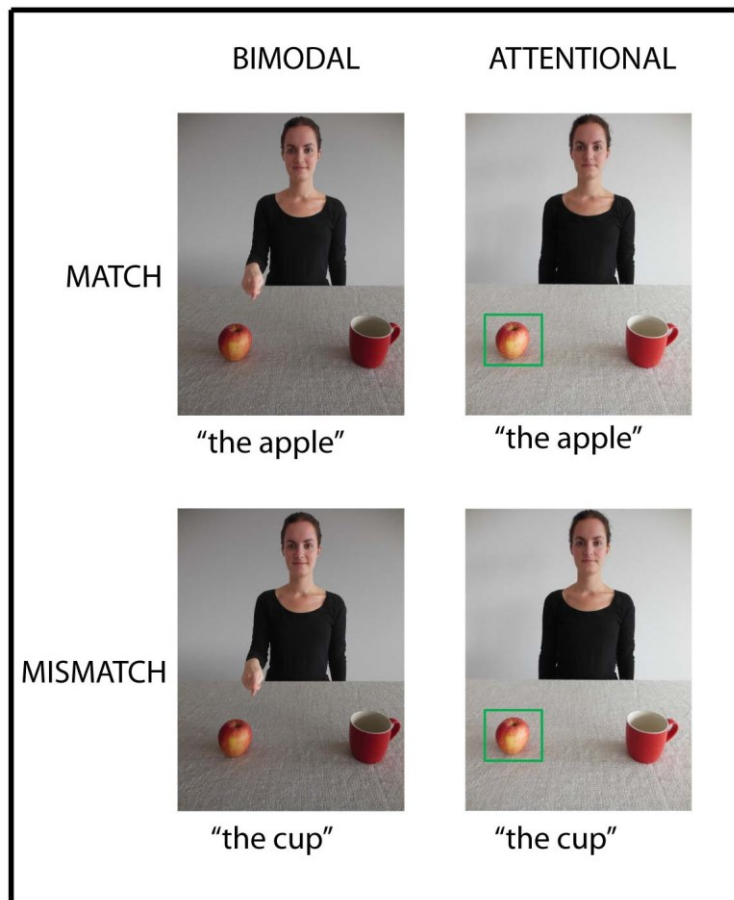 BIMODAL
ATTENTIONAL
MATCH
“the apple”
“the apple”
MISMATCH
“the cup”
“the cup”